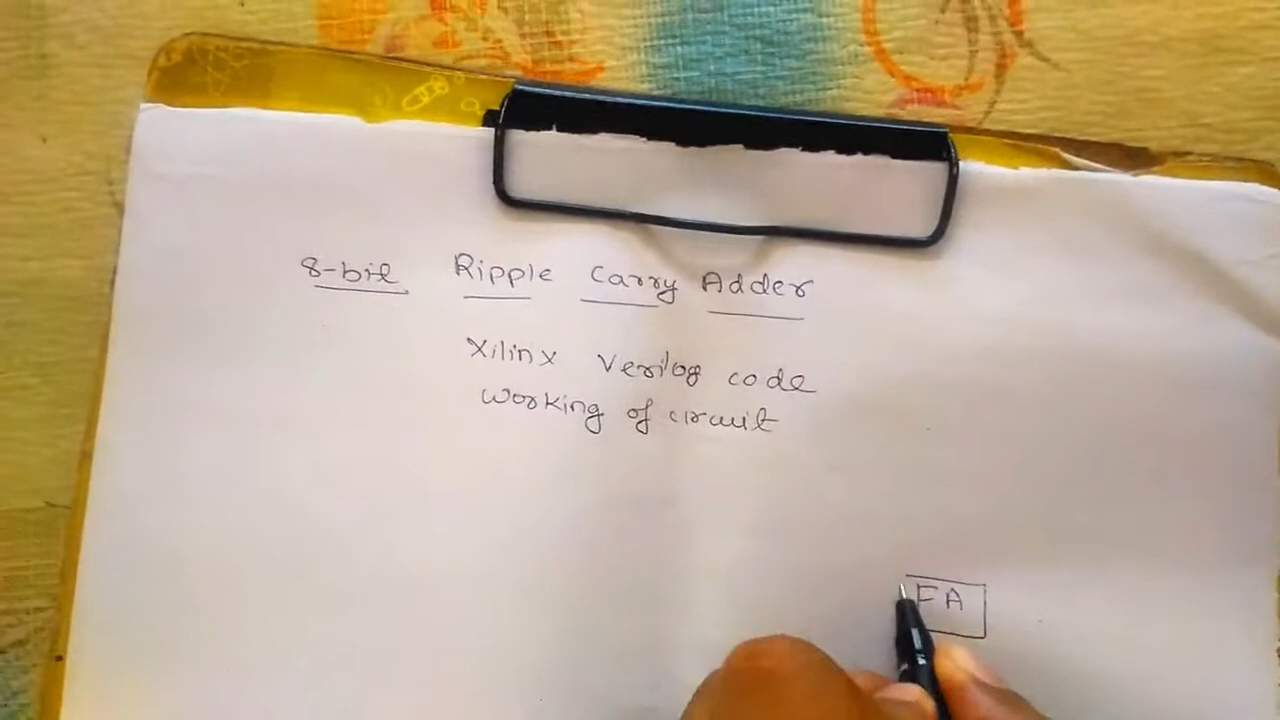 8-bit Ripple Carry Adder
Xilinx Verilog code
working of circuit
FA